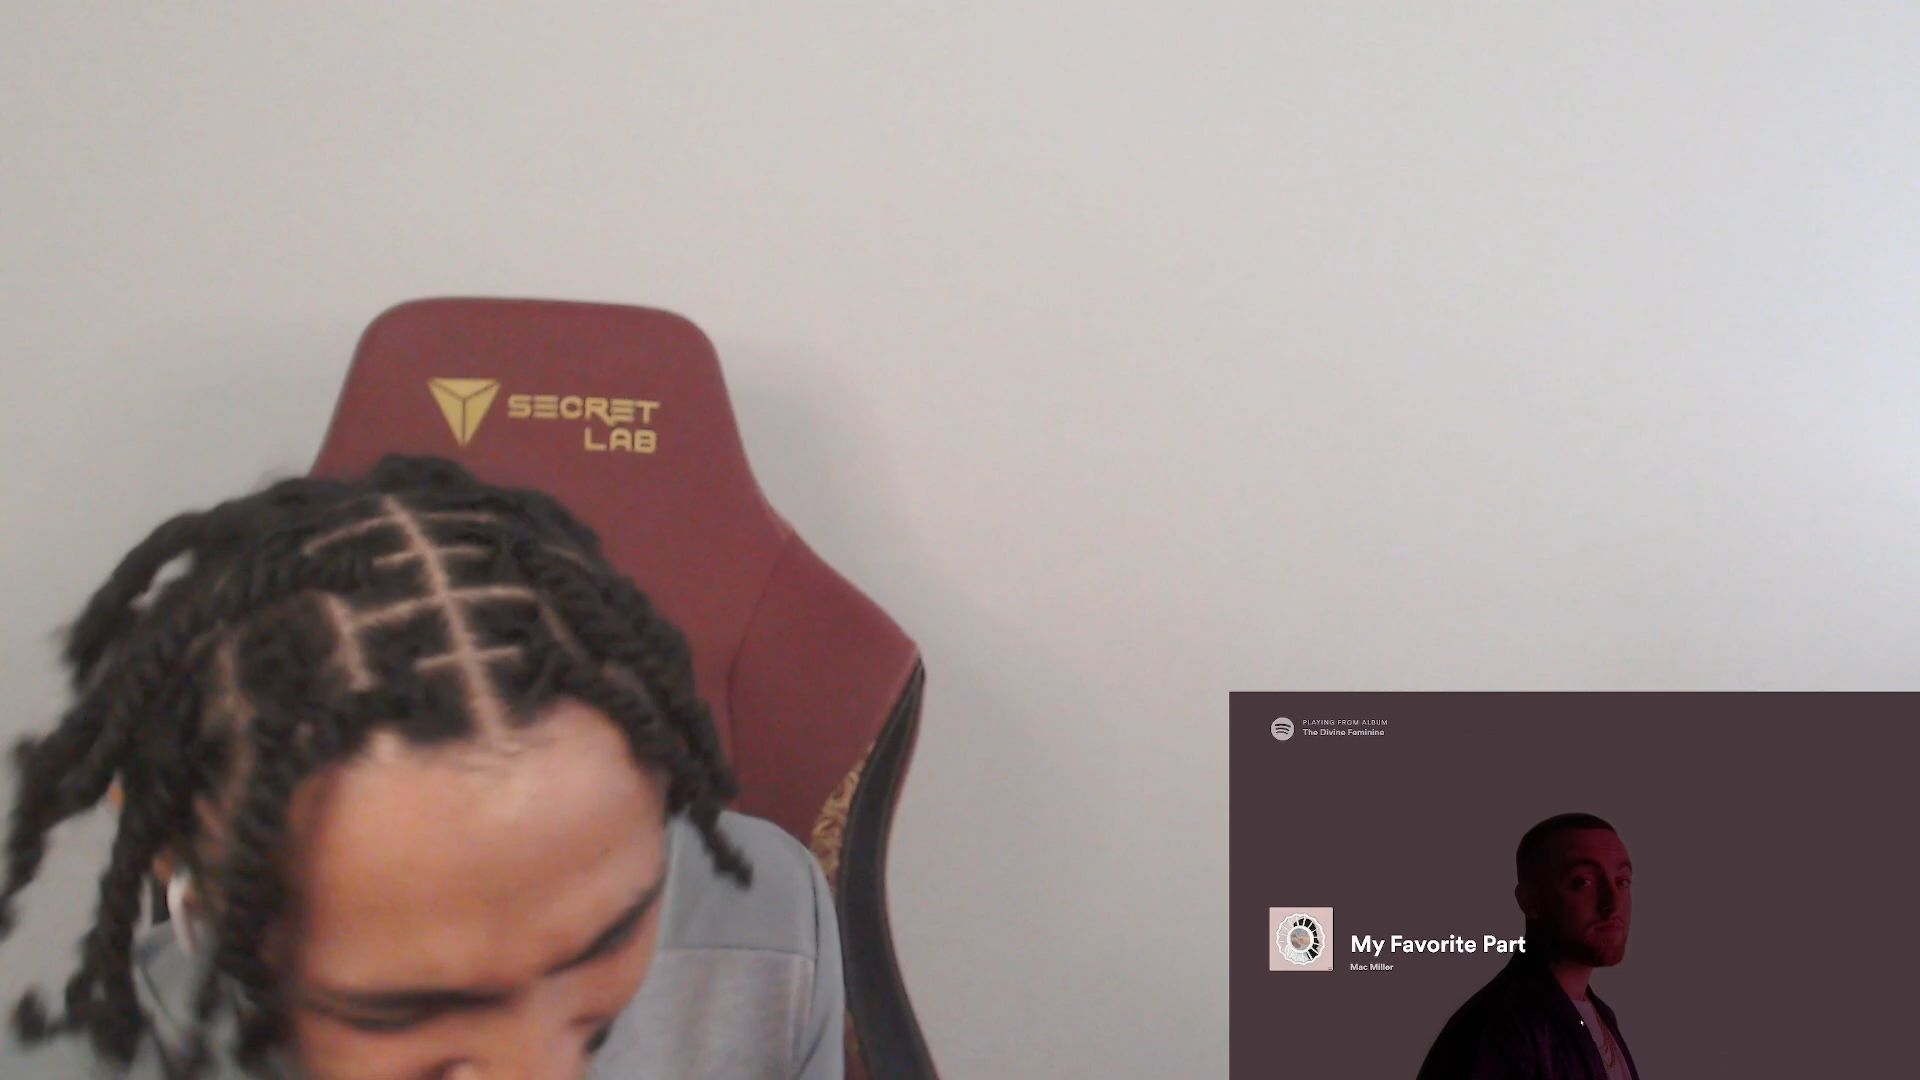 SECRET
LAB
PLAYING FROM ALBUM
The Divine Feminine
My Favorite Part
Mac Miller